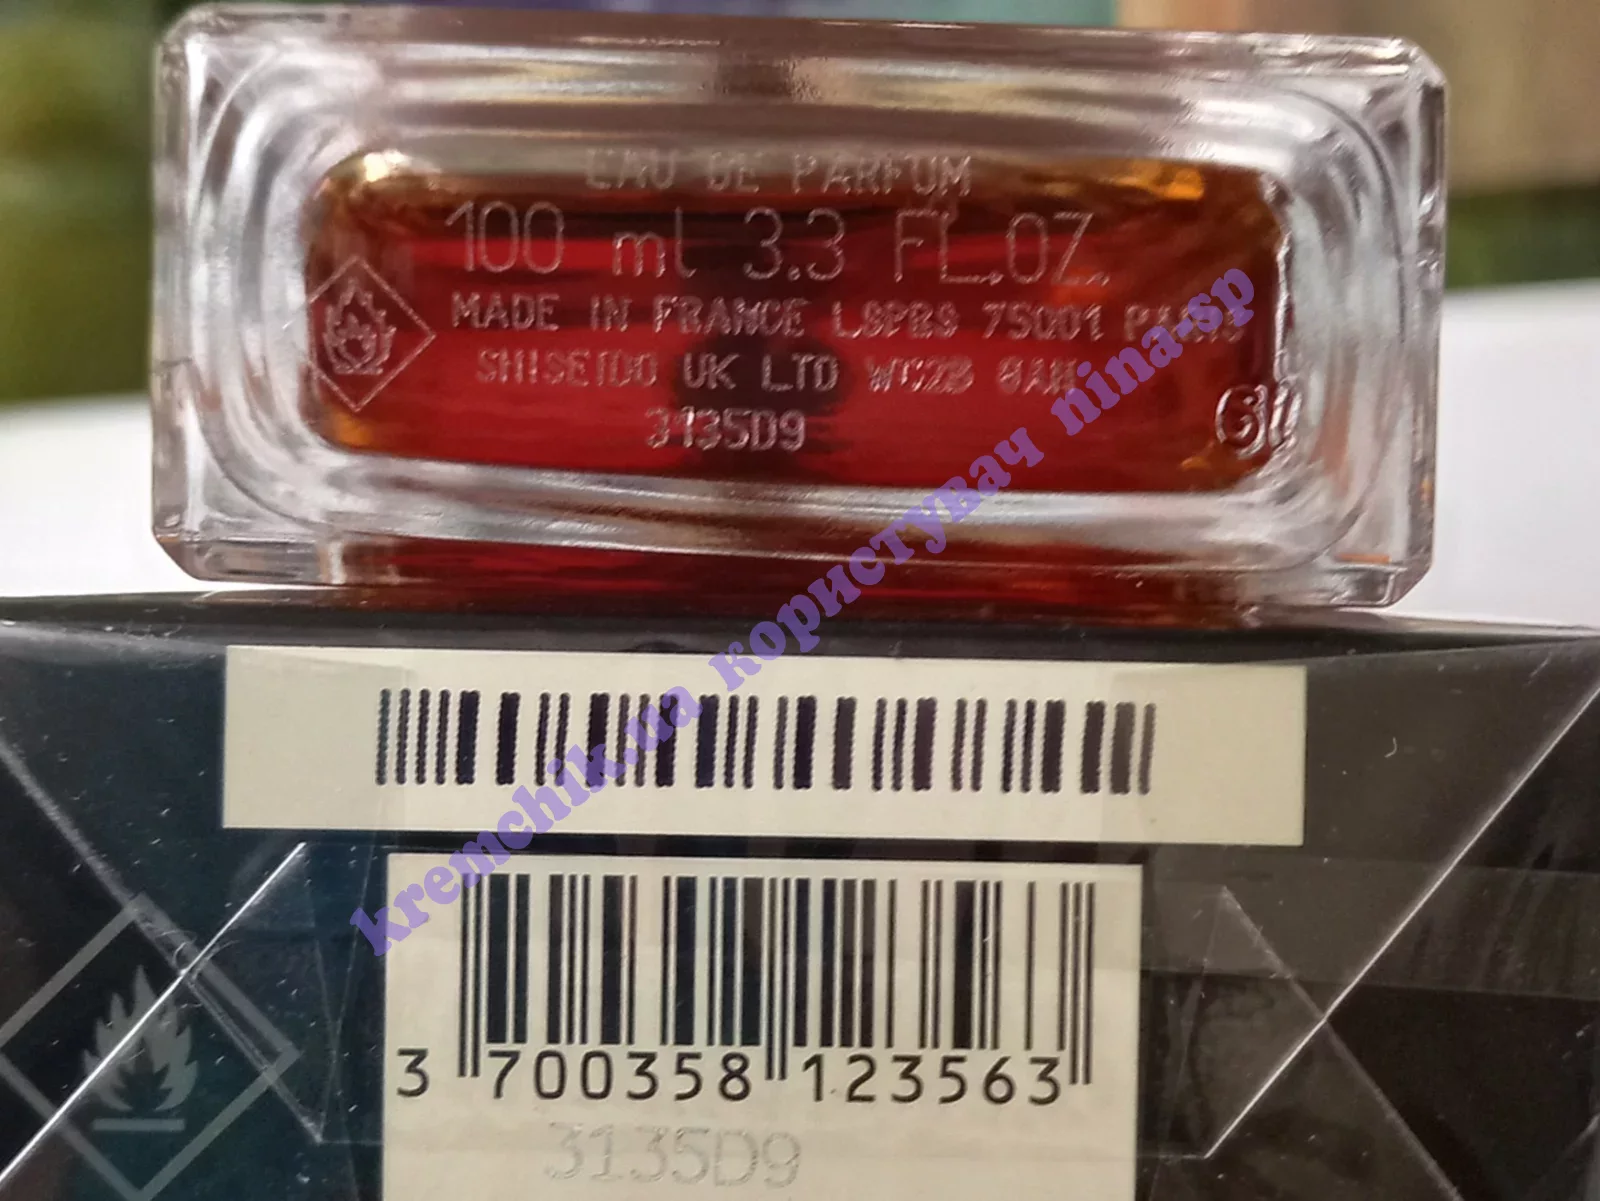 EAU DE PARFUM
100 ml 3.3 FL.OZ.
MADE IN FRANCE LSPBS 75001 PARIS
SHISEIDO UK LTD WC2B 8AH
3135D9
kremchik.ua користувач nina-sp
3 700358 123563
3135D9